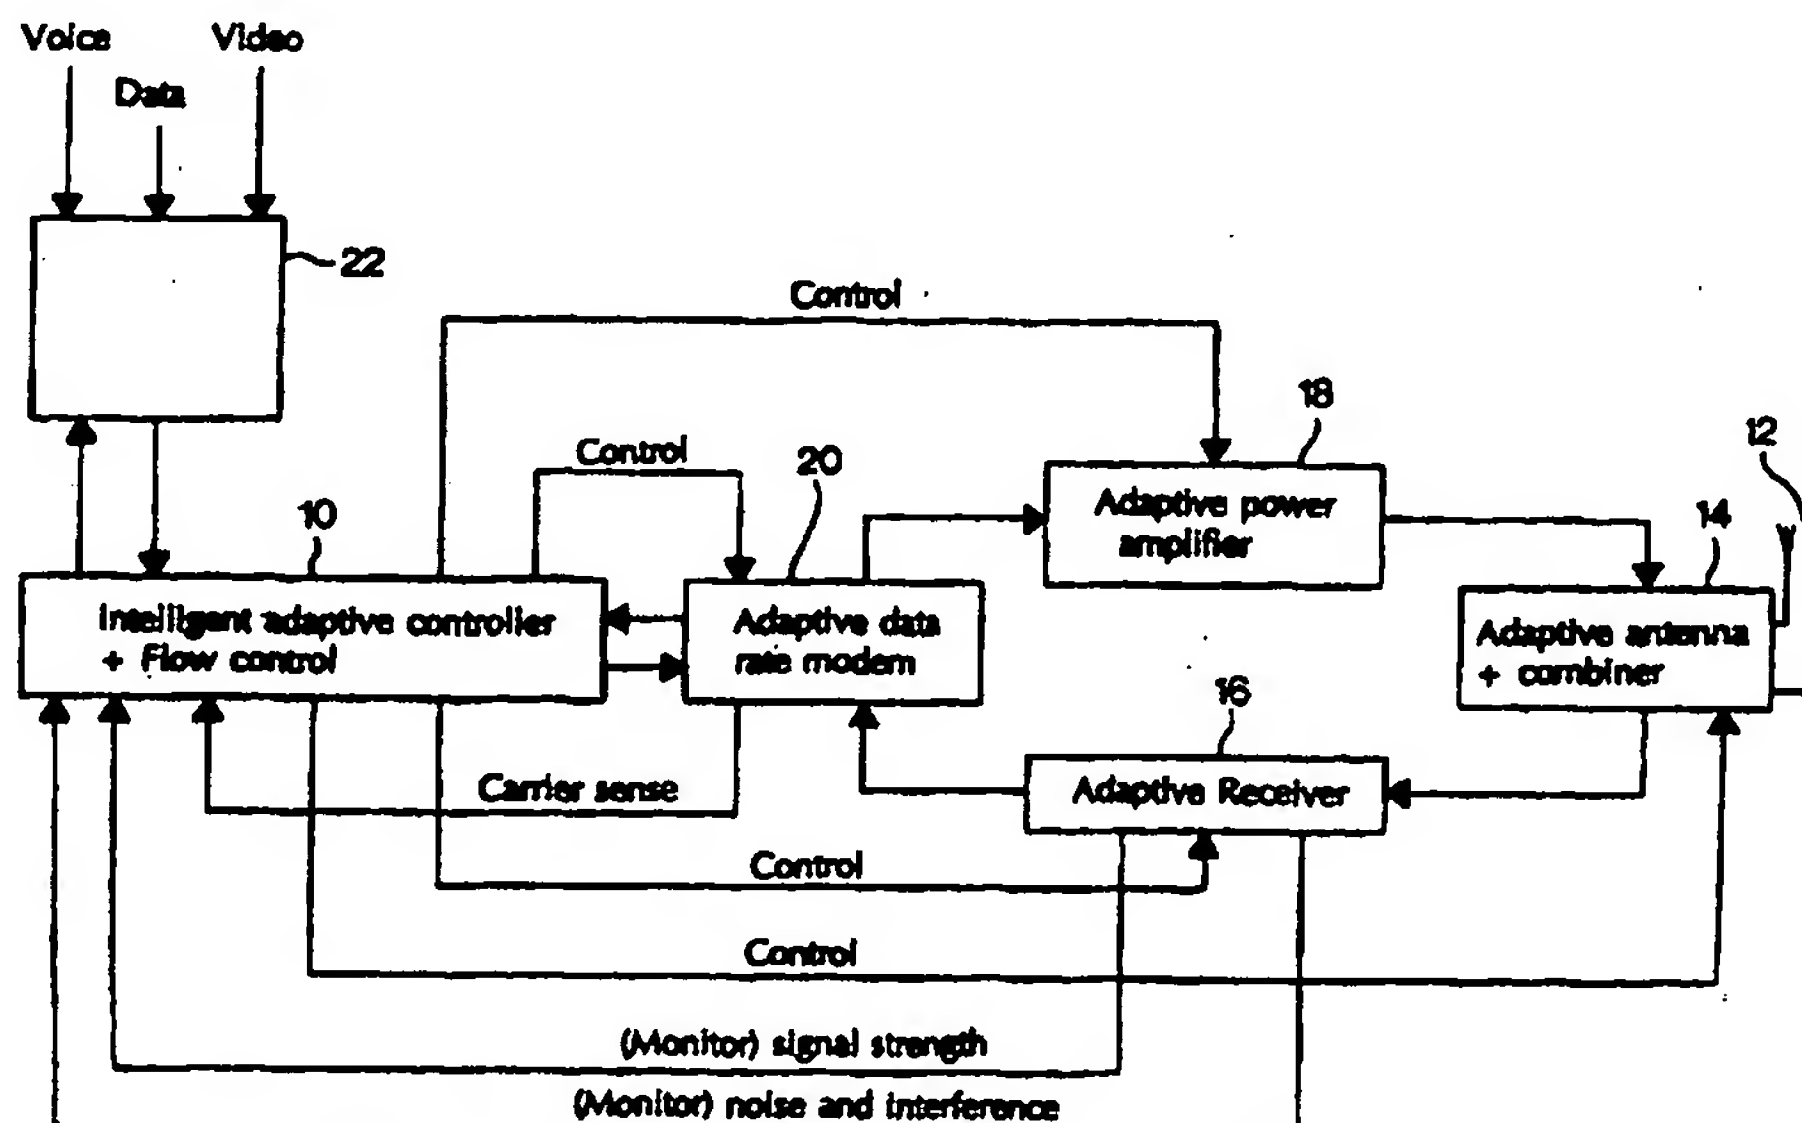 Voice
Video
Data
22
Control
18
12
Control
20
Adaptive power
amplifier
14
10
Intelligent adaptive controller
+ Flow control
Adaptive data
rate modem
Adaptive antenna
+ combiner
16
Carrier sense
Adaptive Receiver
Control
Control
(Monitor) signal strength
(Monitor) noise and interference